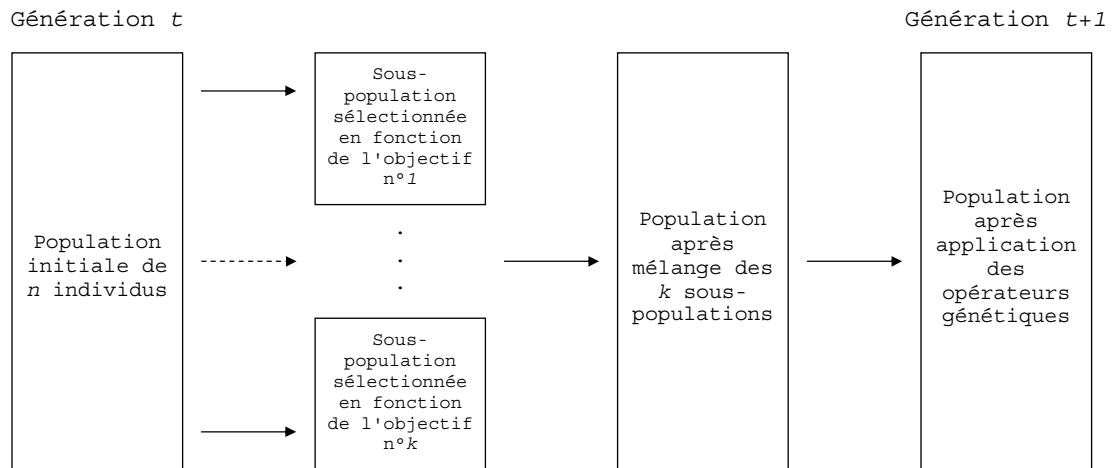 Génération t
Génération t+1
Population
initiale de
n individus
Sous-
population
sélectionnée
en fonction
de l'objectif
n°1
.
.
.
Sous-
population
sélectionnée
en fonction
de l'objectif
n°k
Population
après
mélange des
k sous-
populations
Population
après
application
des
opérateurs
génétiques